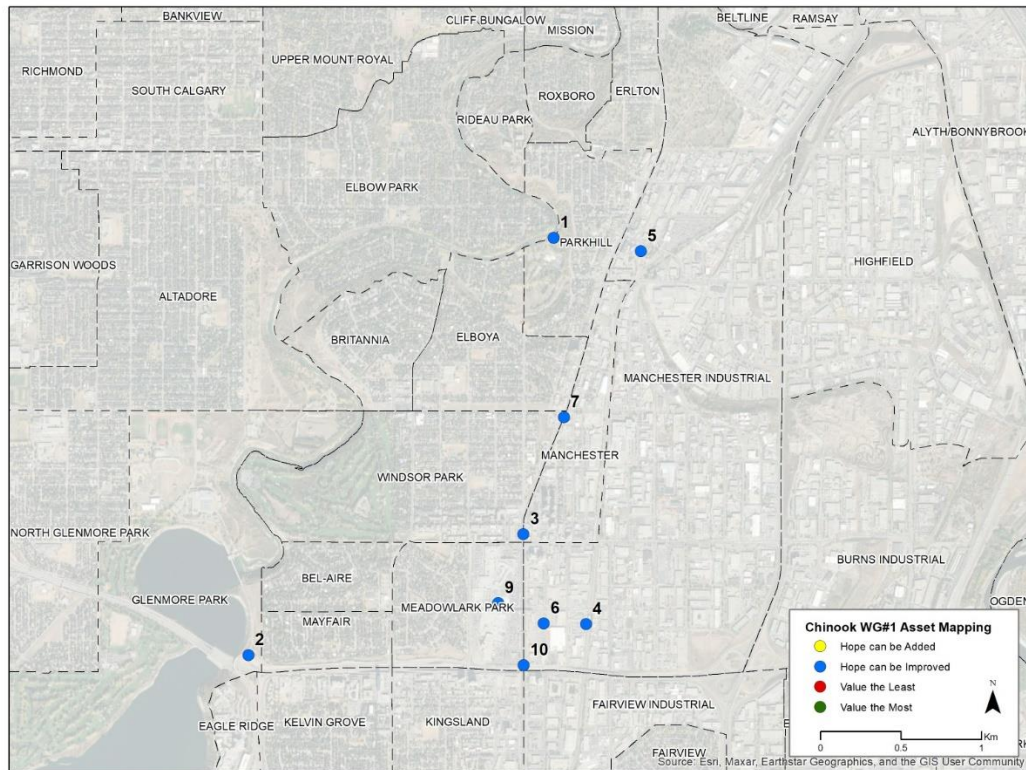 BANKVIEW
CLIFF BUNGALOW
MISSION
BELTLINE
RAMSAY
RICHMOND
UPPER MOUNT ROYAL
SOUTH CALGARY
ROXBORO
ERLTON
RIDEAU PARK
ALYTH/BONNYBROOK
ELBOW PARK
1
PARKHILL
5
GARRISON WOODS
HIGHFIELD
ALTADORE
BRITANNIA
ELBOYA
MANCHESTER INDUSTRIAL
7
MANCHESTER
WINDSOR PARK
3
NORTH GLENMORE PARK
BURNS INDUSTRIAL
BEL-AIRE
GLENMORE PARK
9
MEADOWLARK PARK
6
4
OGDEN
MAYFAIR
2
10
EAGLE RIDGE
KELVIN GROVE
KINGSLAND
FAIRVIEW INDUSTRIAL
FAIRVIEW
Chinook WG#1 Asset Mapping
Hope can be Added
Hope can be Improved
Value the Least
Value the Most
N
Km
0 0.5 1
Source: Esri, Maxar, Earthstar Geographics, and the GIS User Community